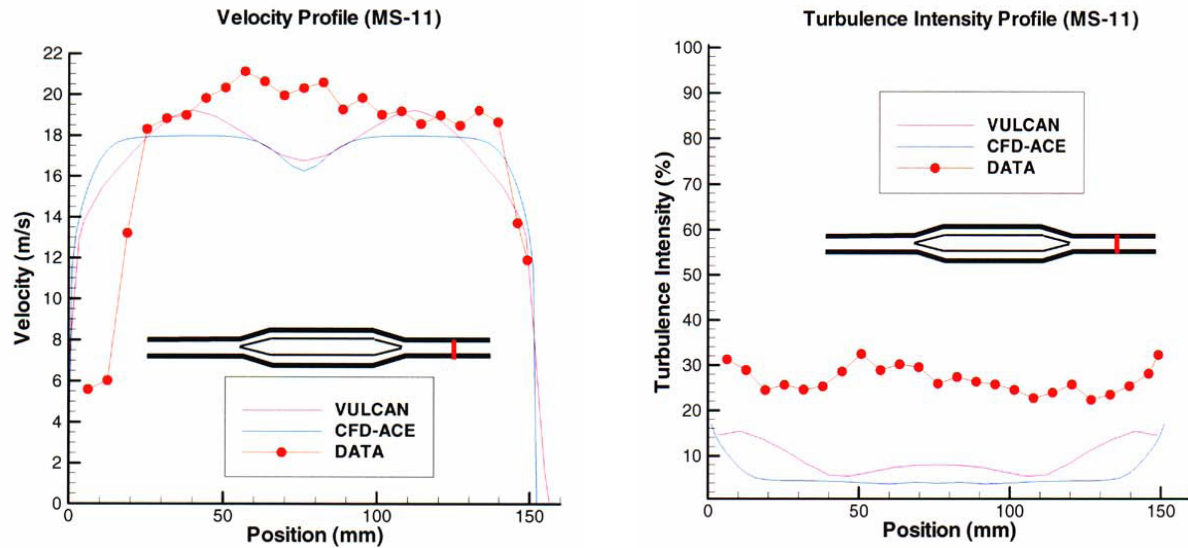 Velocity Profile (MS-11)
22
20
18
16
14
12
10
8
6
4
2
0
Velocity (m/s)
VULCAN
CFD-ACE
DATA
0
50
100
150
Position (mm)
Turbulence Intensity Profile (MS-11)
100
90
80
70
60
50
40
30
20
10
Turbulence Intensity (%)
VULCAN
CFD-ACE
DATA
0
50
100
150
Position (mm)